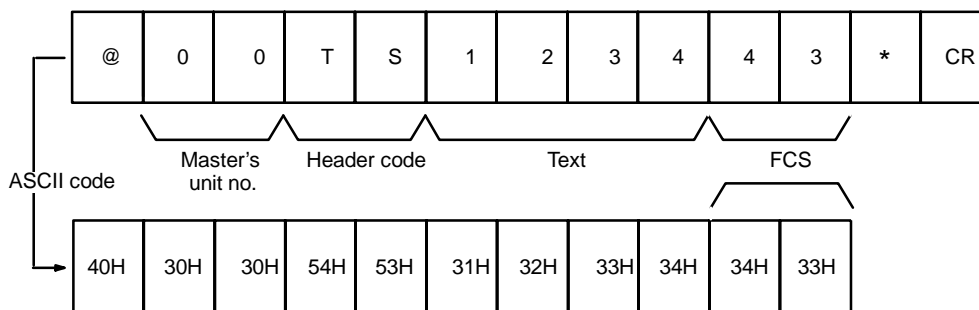 @ 0 0 T S 1 2 3 4 4 3 * CR
Master's unit no.
Header code
Text
FCS
ASCII code
40H 30H 30H 54H 53H 31H 32H 33H 34H 34H 33H